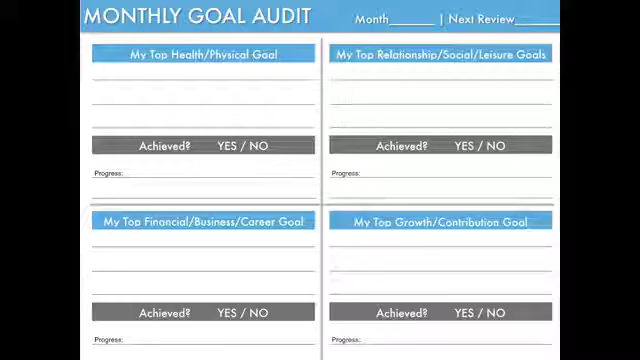 MONTHLY GOAL AUDIT
Month_______ | Next Review_______
My Top Health/Physical Goal
Achieved? YES / NO
Progress:
My Top Relationship/Social/Leisure Goals
Achieved? YES / NO
Progress:
My Top Financial/Business/Career Goal
Achieved? YES / NO
Progress:
My Top Growth/Contribution Goal
Achieved? YES / NO
Progress: